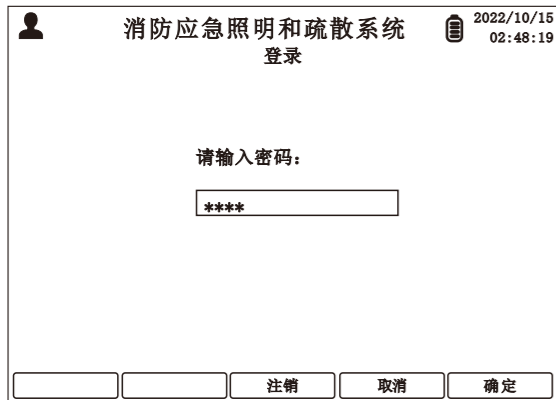 消防应急照明和疏散系统
2022/10/15
02:48:19
登录
请输入密码:
****
注销
取消
确定